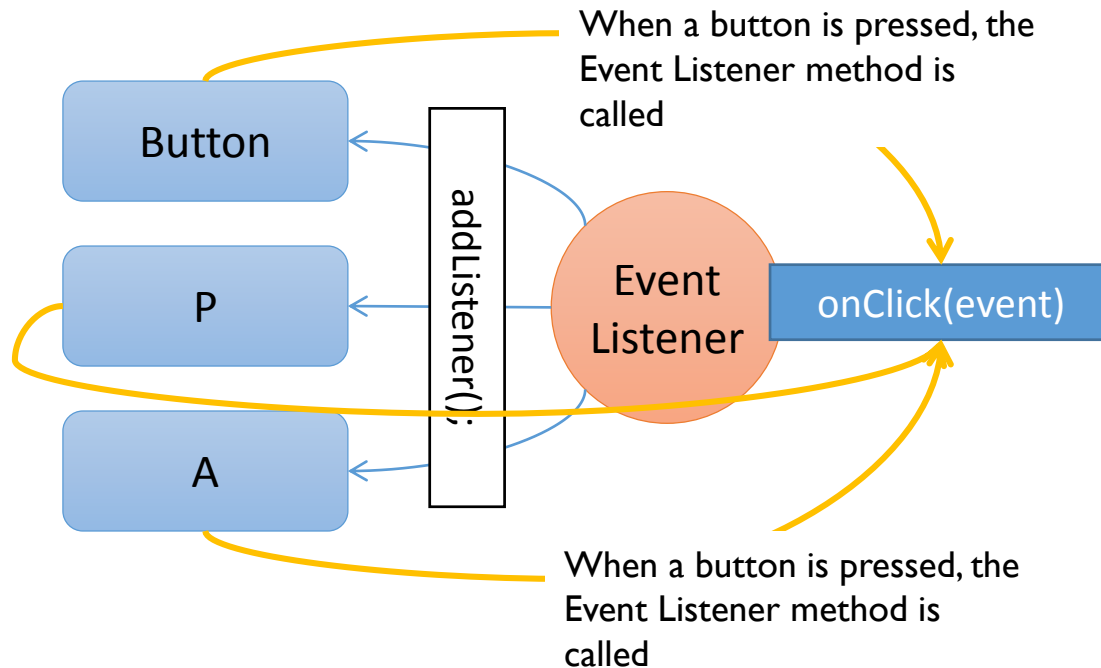 When a button is pressed, the
Event Listener method is
called
Button
addListener();
P
Event
Listener
onClick(event)
A
When a button is pressed, the
Event Listener method is
called